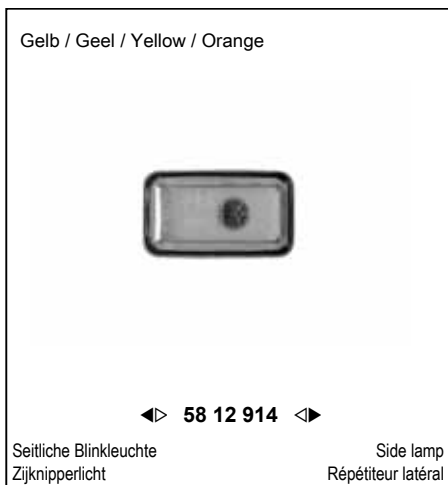 Gelb / Geel / Yellow / Orange
◀▷ 58 12 914 ◁▶
Seitliche Blinkleuchte Side lamp
Zijknipperlicht Répétiteur latéral